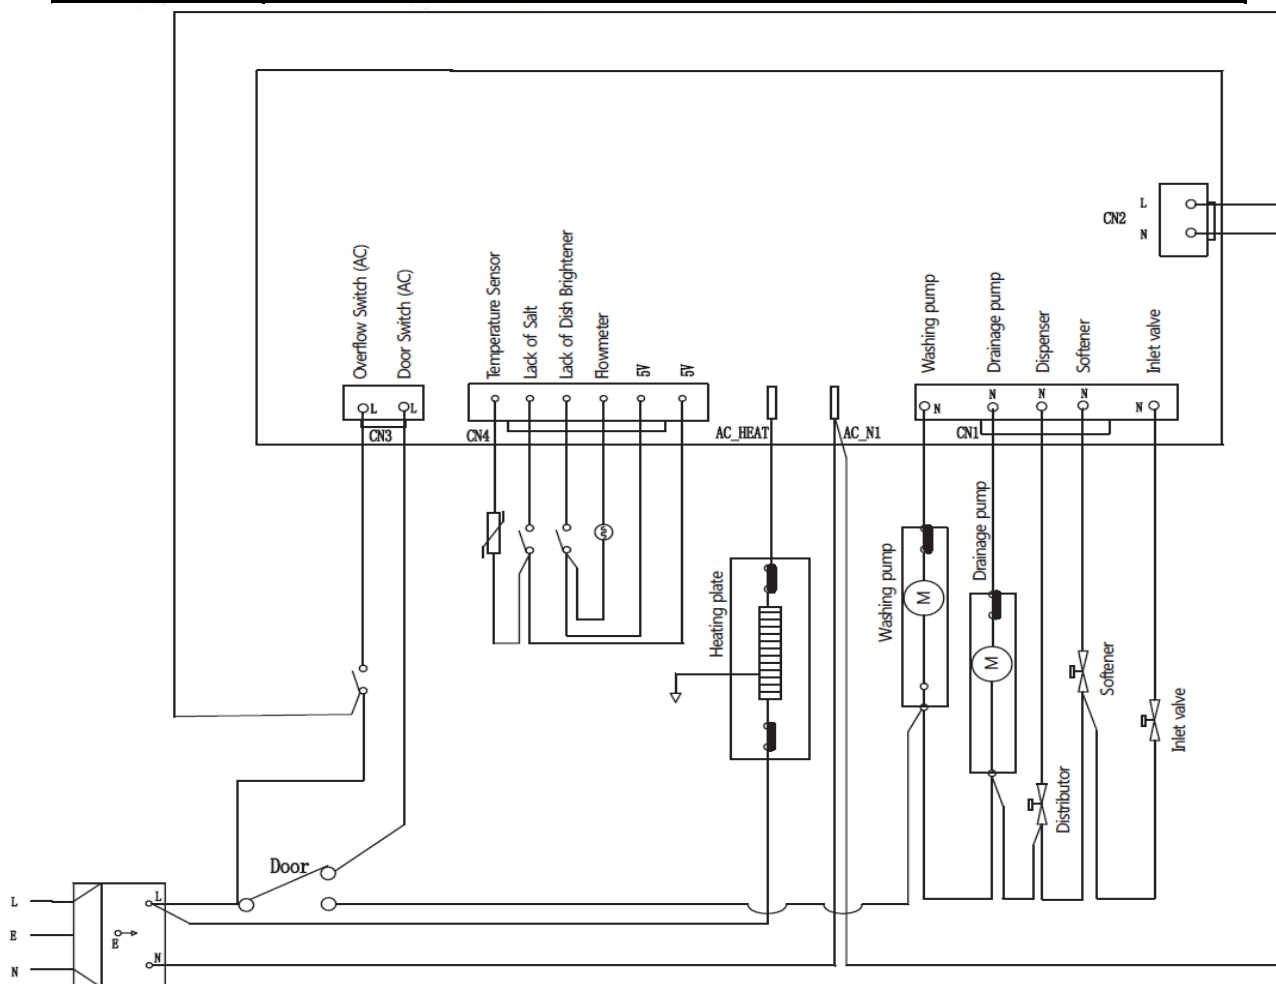 L
CN2
N
Overflow Switch (AC)
Door Switch (AC)
Temperature Sensor
Lack of Salt
Lack of Dish Brightener
Flowmeter
5V
5V
Washing pump
Drainage pump
Dispenser
Softener
Inlet valve
L
L
N
N
N
N
N
CN3
CN4
AC_HEAT
AC_N1
CN1
Heating plate
Washing pump
M
Drainage pump
M
Softener
Inlet valve
Distributor
Door
L
L
E
E
N
N